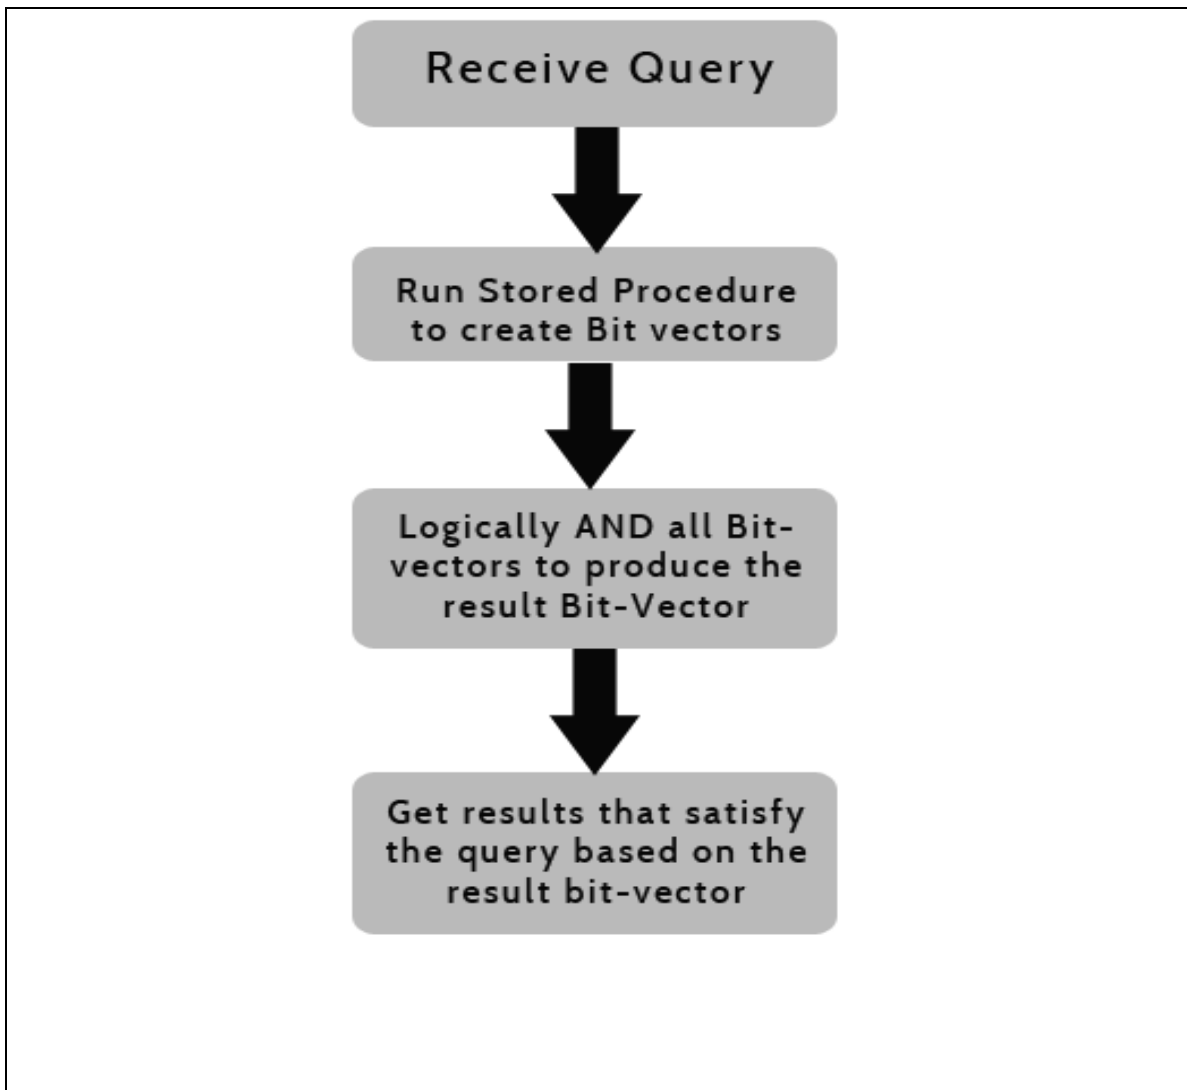 Receive Query
Run Stored Procedure
to create Bit vectors
Logically AND all Bit-
vectors to produce the
result Bit-Vector
Get results that satisfy
the query based on the
result bit-vector